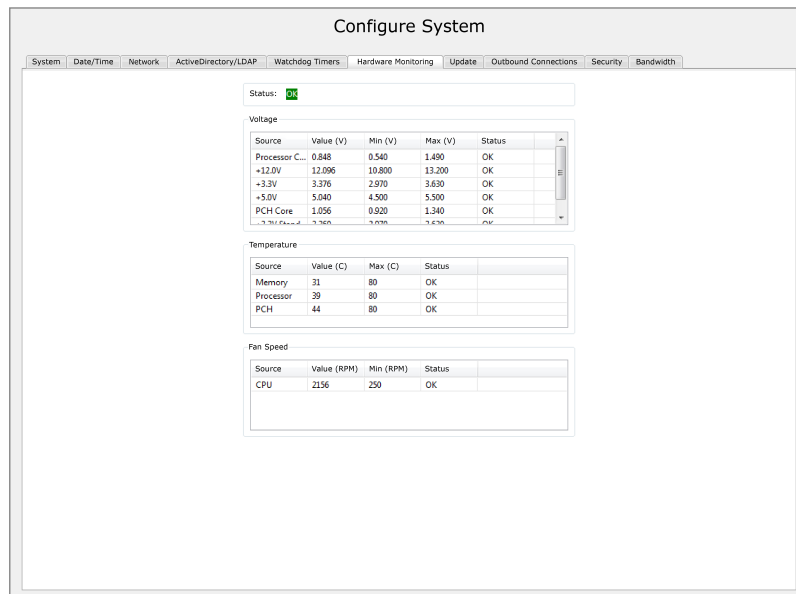 Configure System
System Date/Time Network ActiveDirectory/LDAP Watchdog Timers Hardware Monitoring Update Outbound Connections Security Bandwidth
Status: OK
Voltage
Source Value (V) Min (V) Max (V) Status
Processor C... 0.848 0.540 1.490 OK
+12.0V 12.096 10.800 13.200 OK
+3.3V 3.376 2.970 3.630 OK
+5.0V 5.040 4.500 5.500 OK
PCH Core 1.056 0.920 1.340 OK
Temperature
Source Value (C) Max (C) Status
Memory 31 80 OK
Processor 39 80 OK
PCH 44 80 OK
Fan Speed
Source Value (RPM) Min (RPM) Status
CPU 2156 250 OK